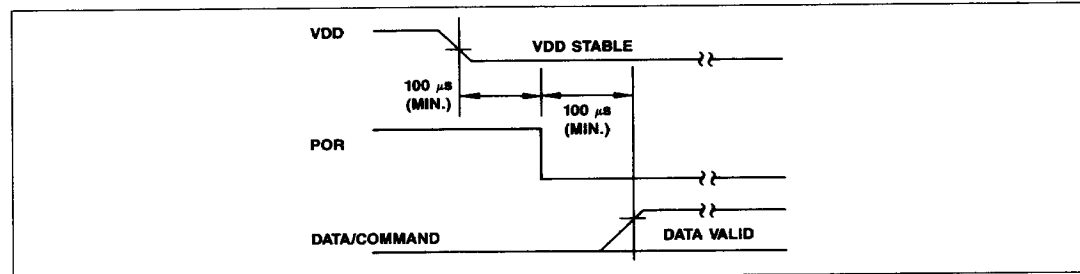 VDD
VDD STABLE
100 μs
(MIN.)
100 μs
(MIN.)
POR
DATA/COMMAND
DATA VALID